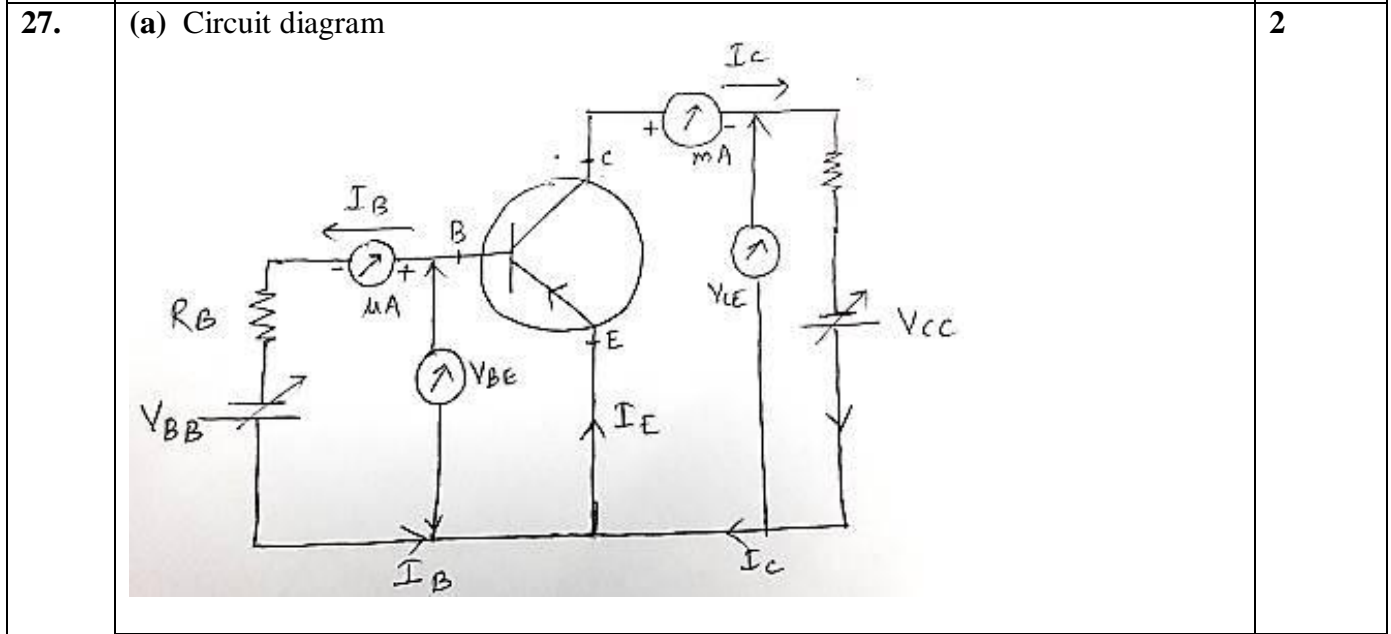 27.
(a) Circuit diagram
2
IC
+
-
mA
C
IB
B
-
+
μA
RB
VCE
VCC
E
VBE
VBB
IE
IB
IC